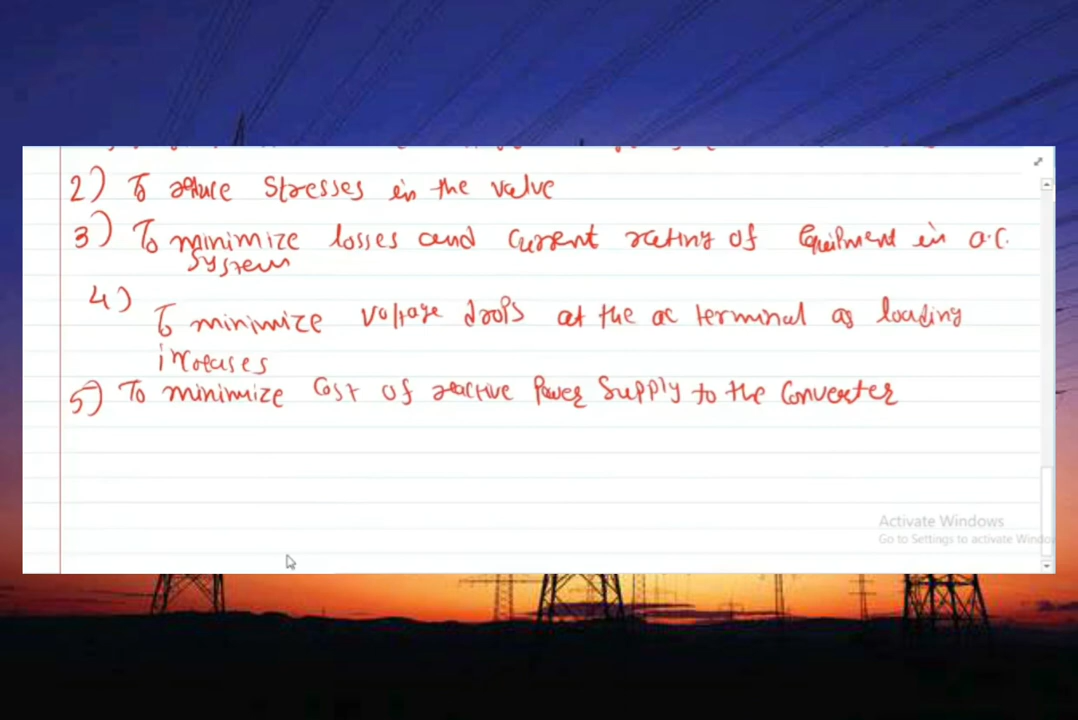 2) To reduce stresses in the valve
3) To minimize losses and current rating of Equipment in a.c.
system
4)
To minimize voltage drops at the ac terminal as loading
increases
5) To minimize Cost of reactive Power Supply to the Converter
Activate Windows
Go to Settings to activate Windo